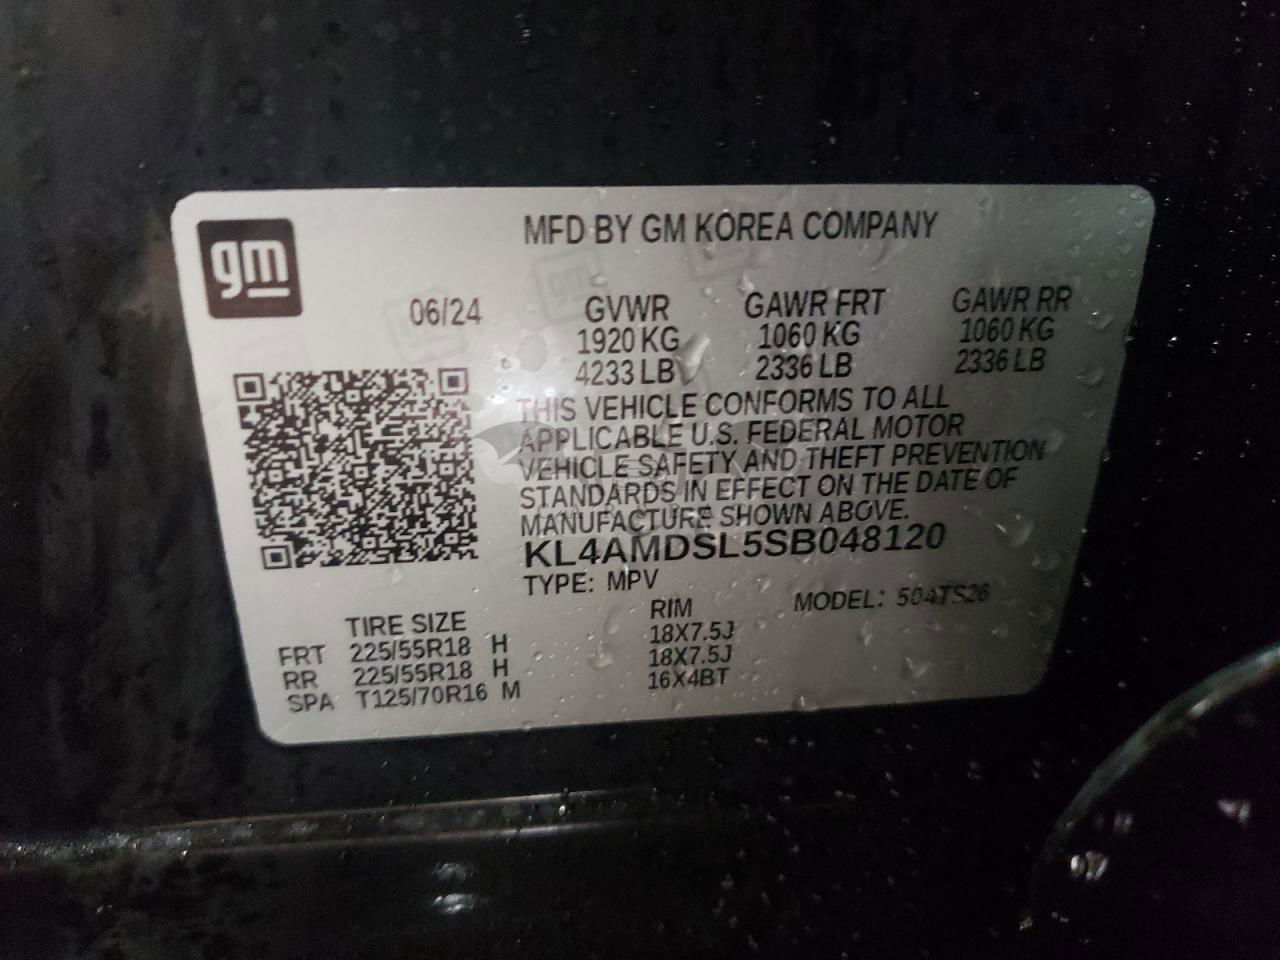 gm
MFD BY GM KOREA COMPANY
06/24 GVWR GAWR FRT GAWR RR
1920 KG 1060 KG 1060 KG
4233 LB 2336 LB 2336 LB
THIS VEHICLE CONFORMS TO ALL
APPLICABLE U.S. FEDERAL MOTOR
VEHICLE SAFETY AND THEFT PREVENTION
STANDARDS IN EFFECT ON THE DATE OF
MANUFACTURE SHOWN ABOVE.
KL4AMDSL5SB048120
TYPE: MPV MODEL: 504TS26
TIRE SIZE RIM
FRT 225/55R18 H 18X7.5J
RR 225/55R18 H 18X7.5J
SPA T125/70R16 M 16X4BT